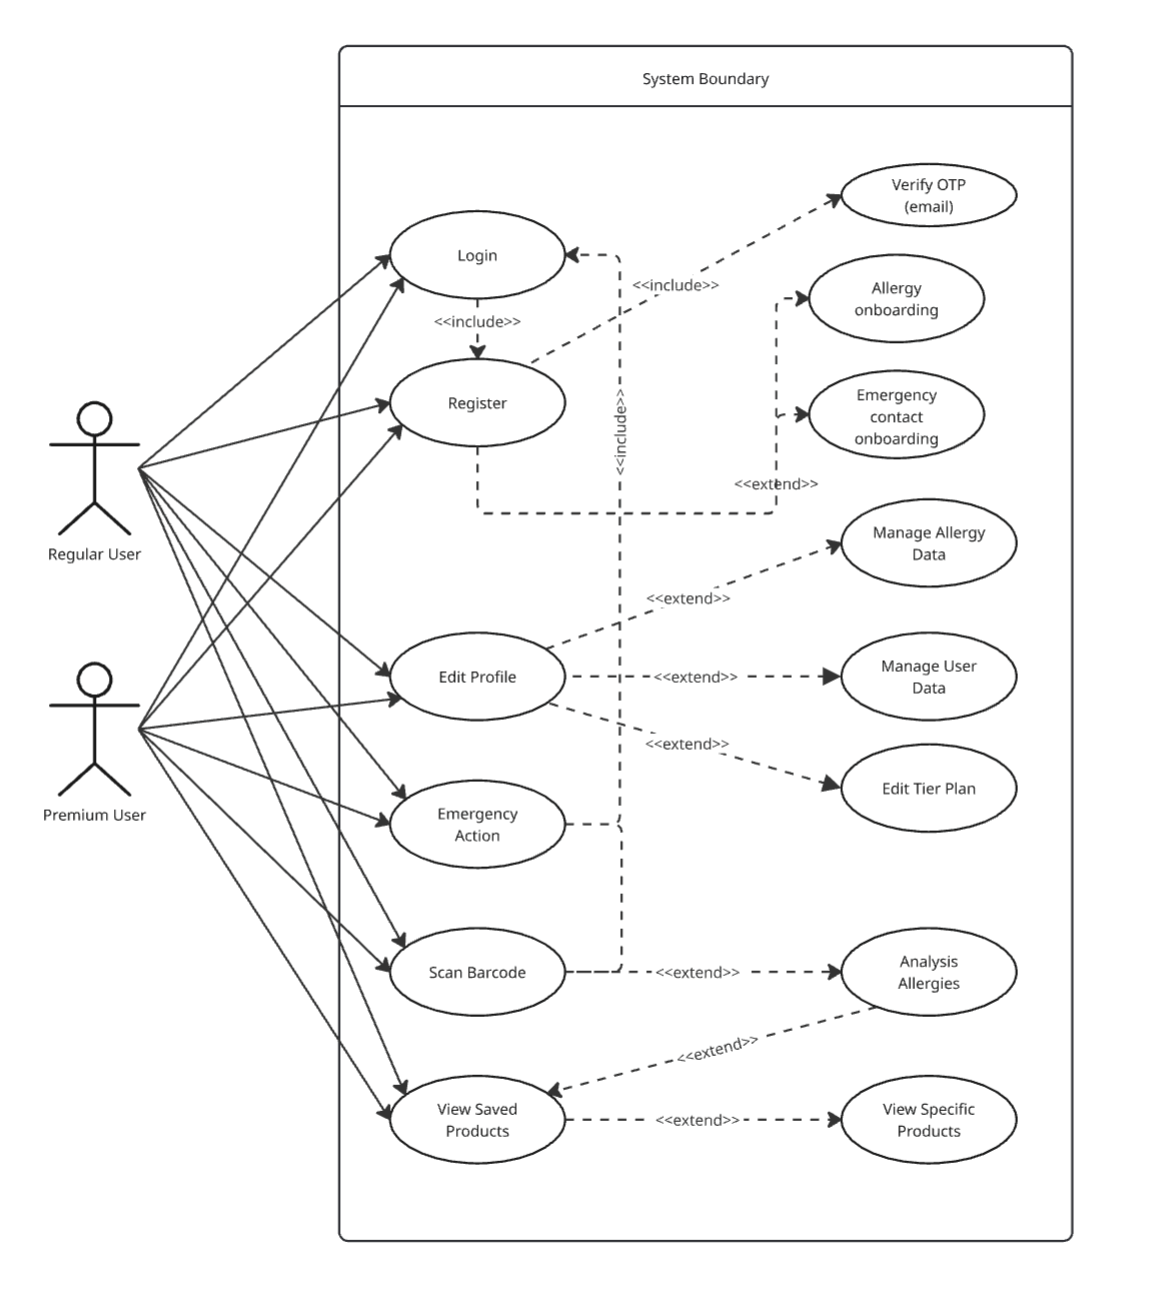 System Boundary
Verify OTP
(email)
Login
<<include>>
Allergy
onboarding
<<include>>
Register
Emergency
contact
onboarding
<<include>>
<<extend>>
Regular User
Manage Allergy
Data
<<extend>>
Edit Profile
<<extend>>
Manage User
Data
<<extend>>
Edit Tier Plan
Premium User
Emergency
Action
Scan Barcode
<<extend>>
Analysis
Allergies
<<extend>>
View Saved
Products
<<extend>>
View Specific
Products